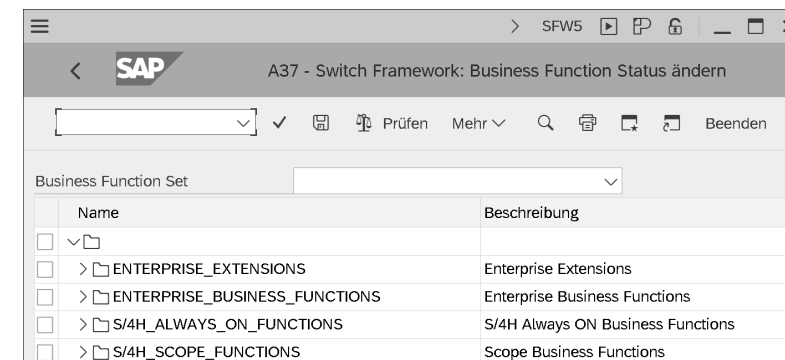 SFW5
SAP A37 - Switch Framework: Business Function Status ändern
Prüfen Mehr Beenden
Business Function Set
Name Beschreibung
ENTERPRISE_EXTENSIONS Enterprise Extensions
ENTERPRISE_BUSINESS_FUNCTIONS Enterprise Business Functions
S/4H_ALWAYS_ON_FUNCTIONS S/4H Always ON Business Functions
S/4H_SCOPE_FUNCTIONS Scope Business Functions